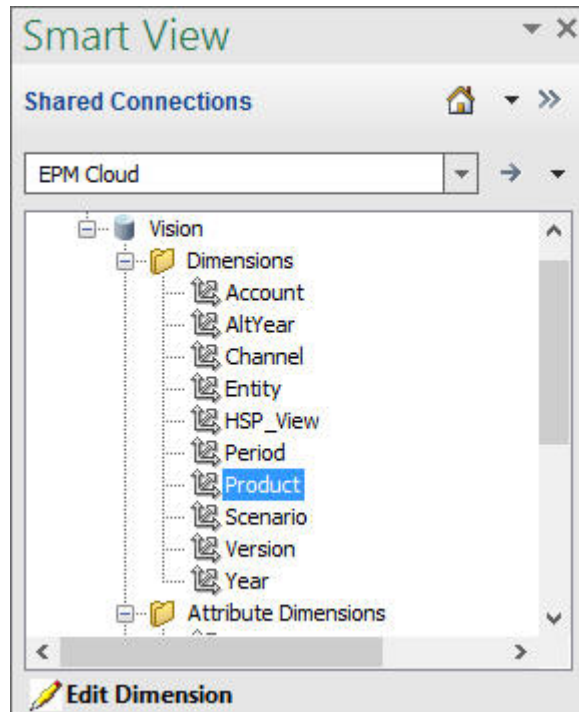 Smart View
Shared Connections
EPM Cloud
Vision
Dimensions
Account
AltYear
Channel
Entity
HSP_View
Period
Product
Scenario
Version
Year
Attribute Dimensions
Edit Dimension